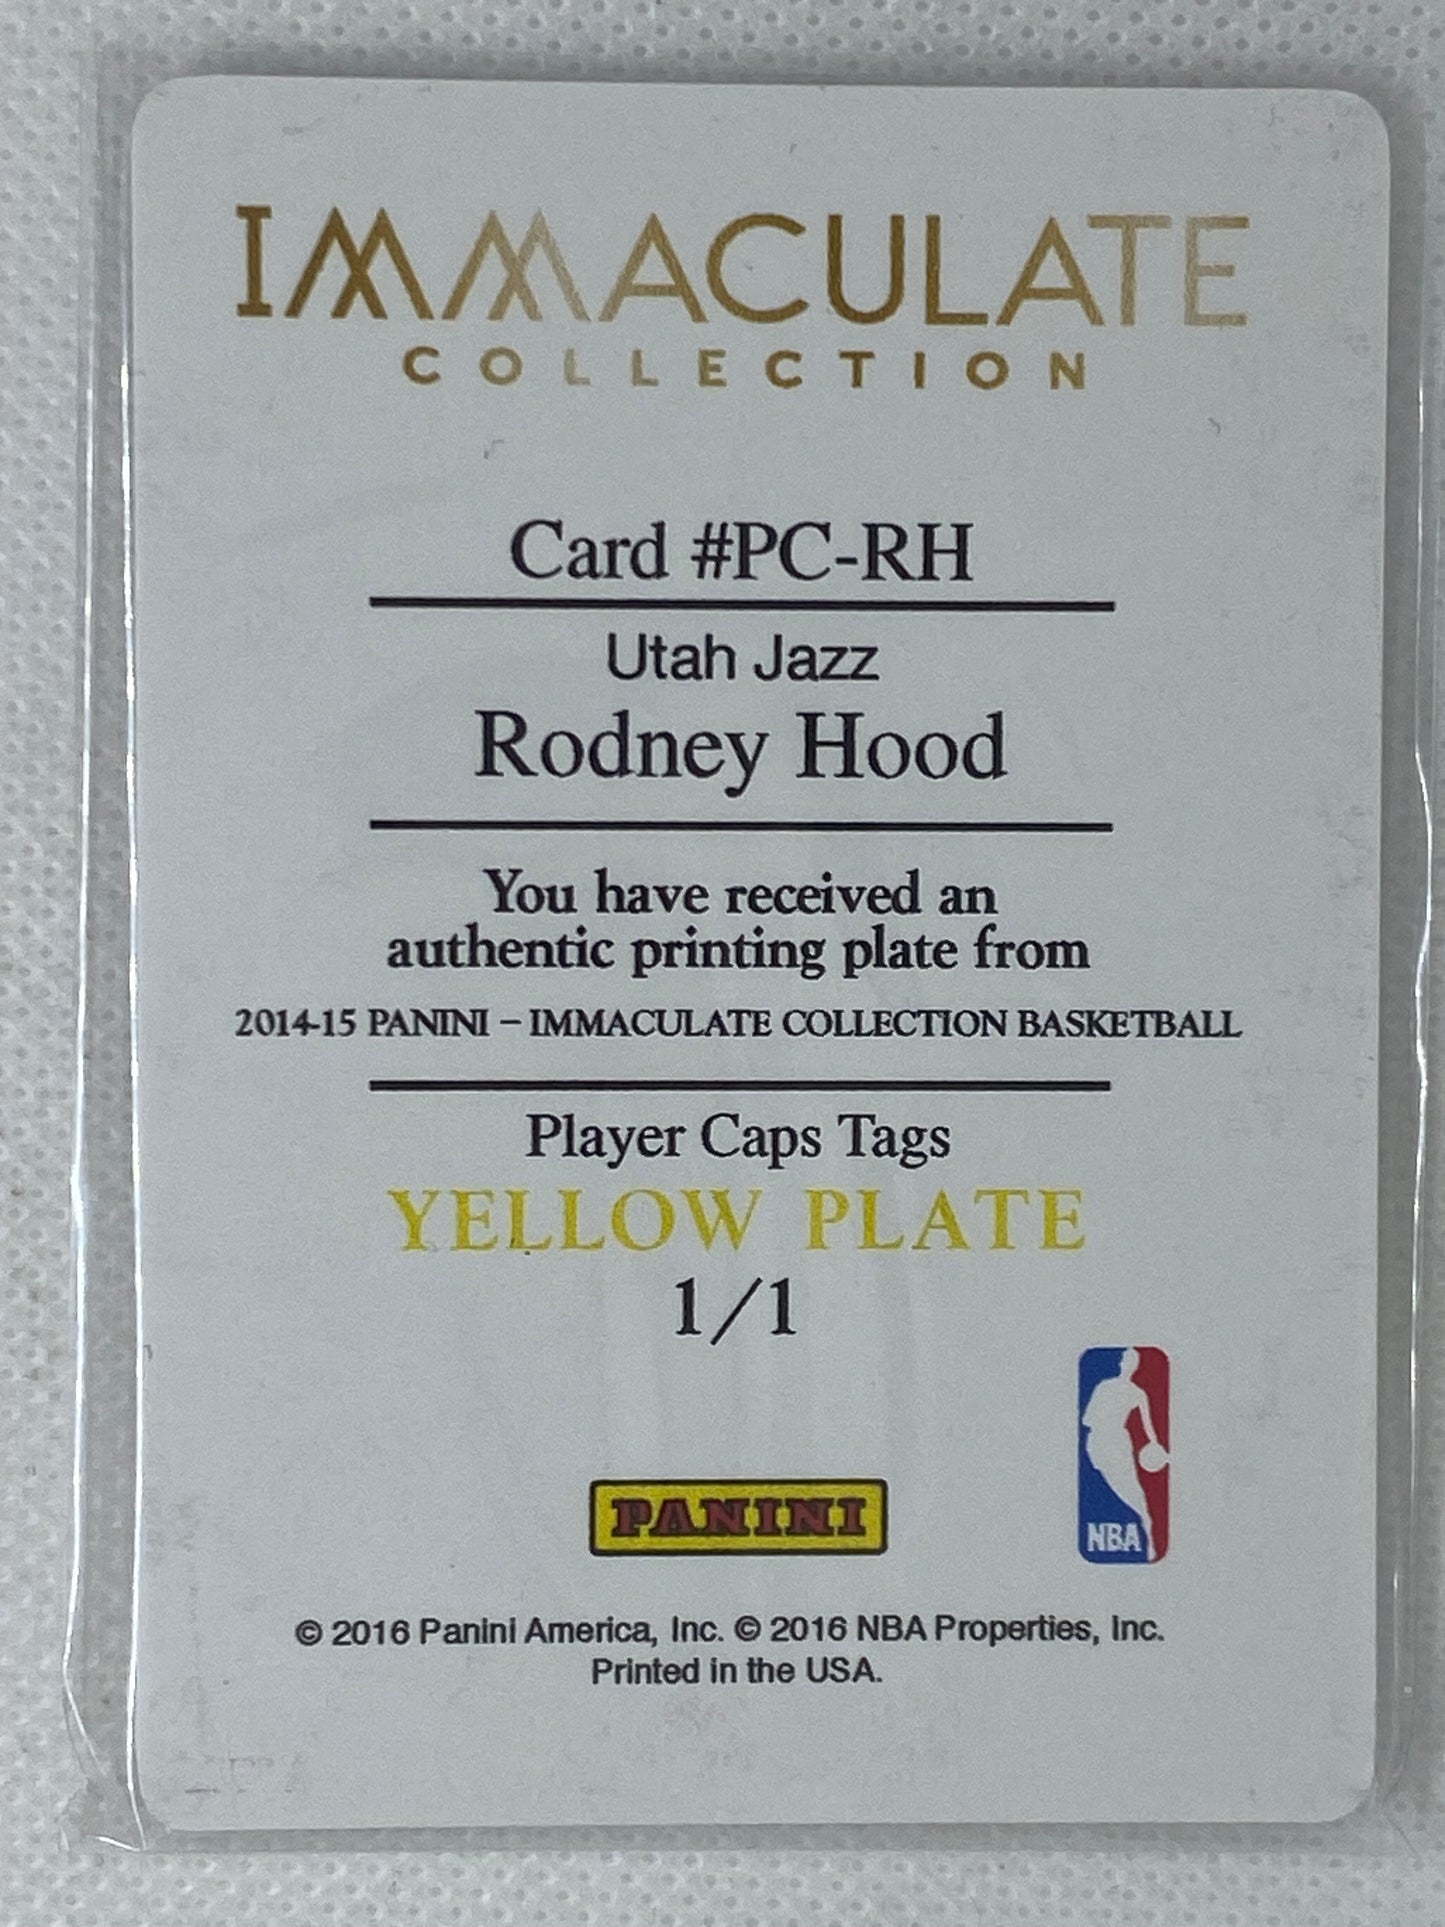 IMMACULATE
COLLECTION
Card #PC-RH
Utah Jazz
Rodney Hood
You have received an
authentic printing plate from
2014-15 PANINI – IMMACULATE COLLECTION BASKETBALL
Player Caps Tags
YELLOW PLATE
1/1
PANINI
NBA
© 2016 Panini America, Inc. © 2016 NBA Properties, Inc.
Printed in the USA.